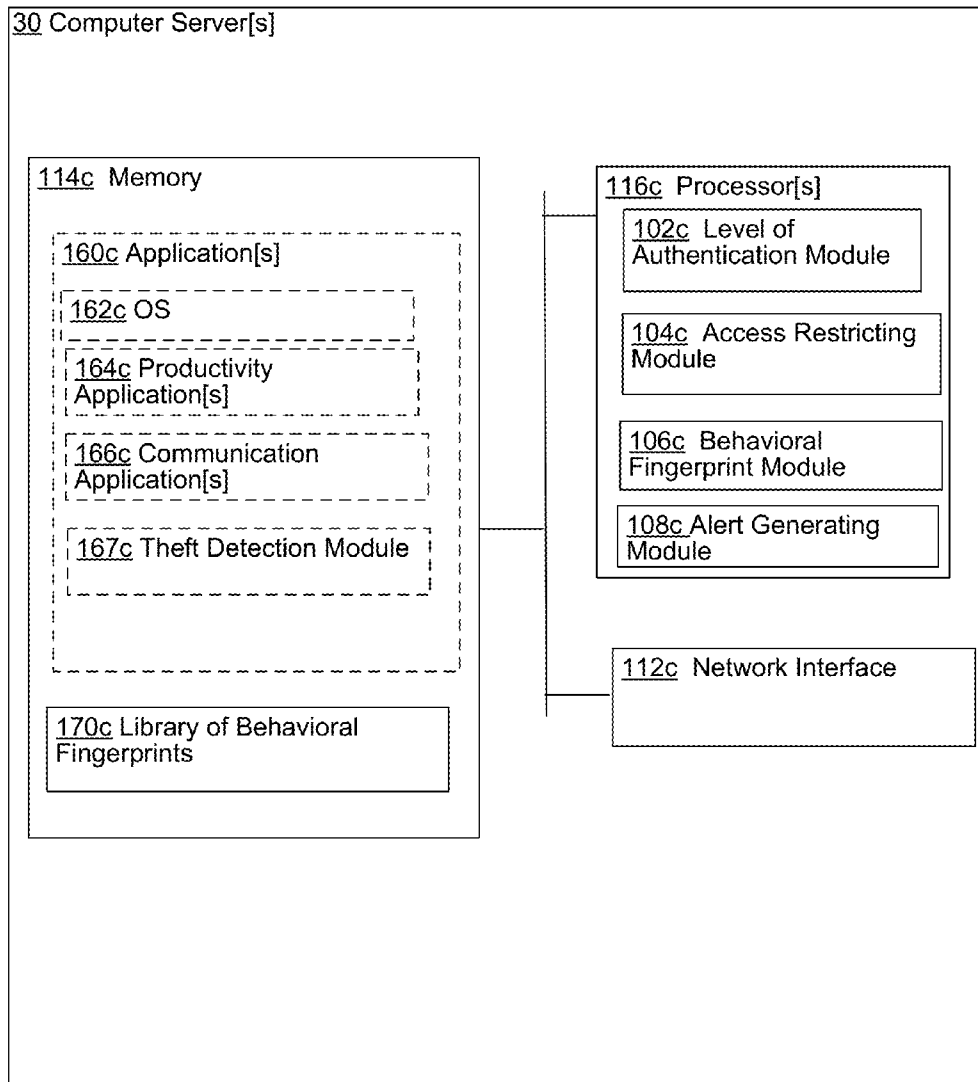 30 Computer Server[s]
114c Memory
160c Application[s]
162c OS
164c Productivity
Application[s]
166c Communication
Application[s]
167c Theft Detection Module
170c Library of Behavioral
Fingerprints
116c Processor[s]
102c Level of
Authentication Module
104c Access Restricting
Module
106c Behavioral
Fingerprint Module
108c Alert Generating
Module
112c Network Interface